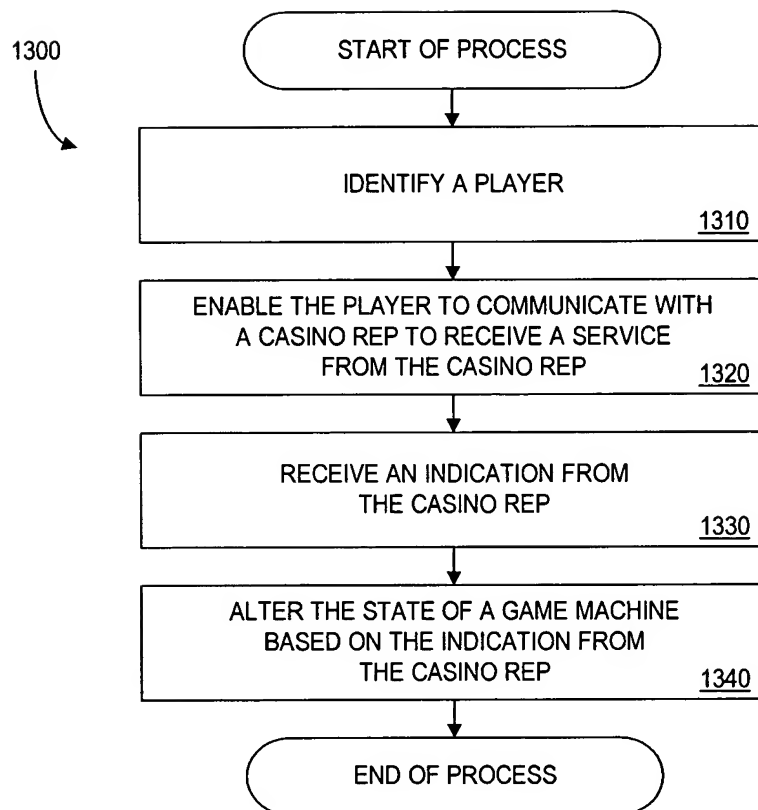 1300
START OF PROCESS
IDENTIFY A PLAYER
1310
ENABLE THE PLAYER TO COMMUNICATE WITH
A CASINO REP TO RECEIVE A SERVICE
FROM THE CASINO REP
1320
RECEIVE AN INDICATION FROM
THE CASINO REP
1330
ALTER THE STATE OF A GAME MACHINE
BASED ON THE INDICATION FROM
THE CASINO REP
1340
END OF PROCESS